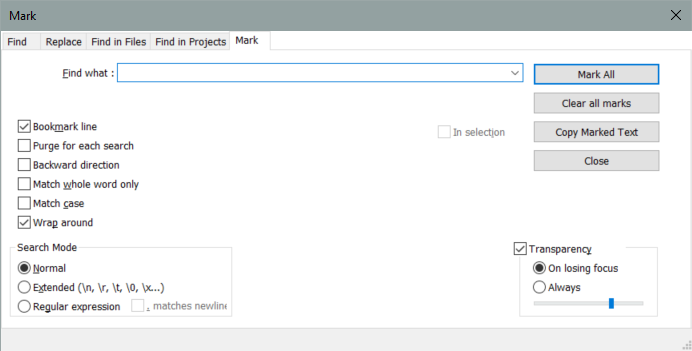 Mark
Find Replace Find in Files Find in Projects Mark
Find what :
Mark All
Clear all marks
Bookmark line
In selection
Copy Marked Text
Purge for each search
Backward direction
Close
Match whole word only
Match case
Wrap around
Search Mode
Transparency
Normal
On losing focus
Extended (\n, \r, \t, \0, \x...)
Always
Regular expression
. matches newline